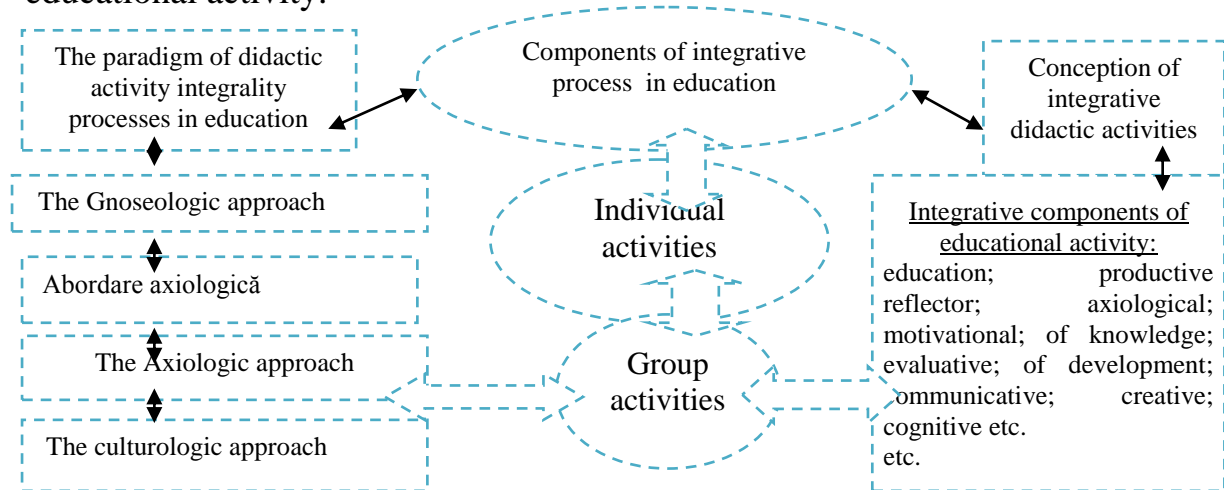 educational activity.
The paradigm of didactic
activity integrality
processes in education
Components of integrative
process in education
Conception of
integrative
didactic activities
The Gnoseologic approach
Abordare axiologică
The Axiologic approach
The culturologic approach
Individual
activities
Group
activities
Integrative components of
educational activity:
education; productive
reflector; axiological;
motivational; of knowledge;
evaluative; of development;
communicative; creative;
cognitive etc.
etc.